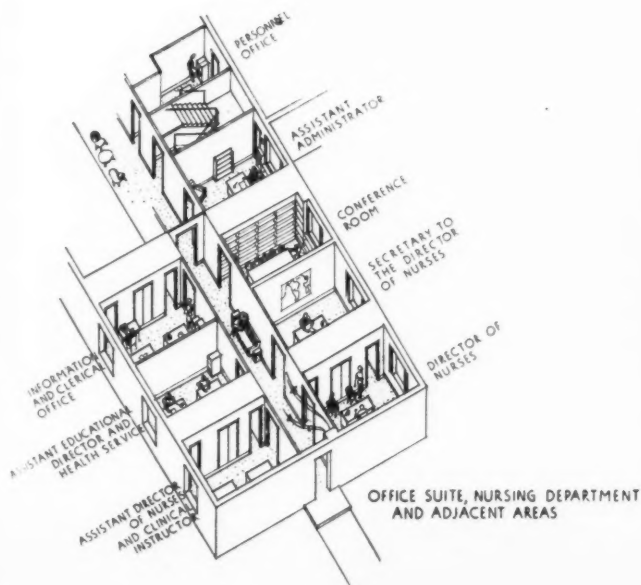 PERSONNEL
OFFICE
ASSISTANT
ADMINISTRATOR
CONFERENCE
ROOM
SECRETARY TO
THE DIRECTOR
OF NURSES
DIRECTOR OF
NURSES
INFORMATION
AND CLERICAL
OFFICE
ASSISTANT EDUCATIONAL
DIRECTOR AND
HEALTH SERVICE
ASSISTANT DIRECTOR
OF NURSES
AND CLINICAL
INSTRUCTOR
OFFICE SUITE, NURSING DEPARTMENT
AND ADJACENT AREAS